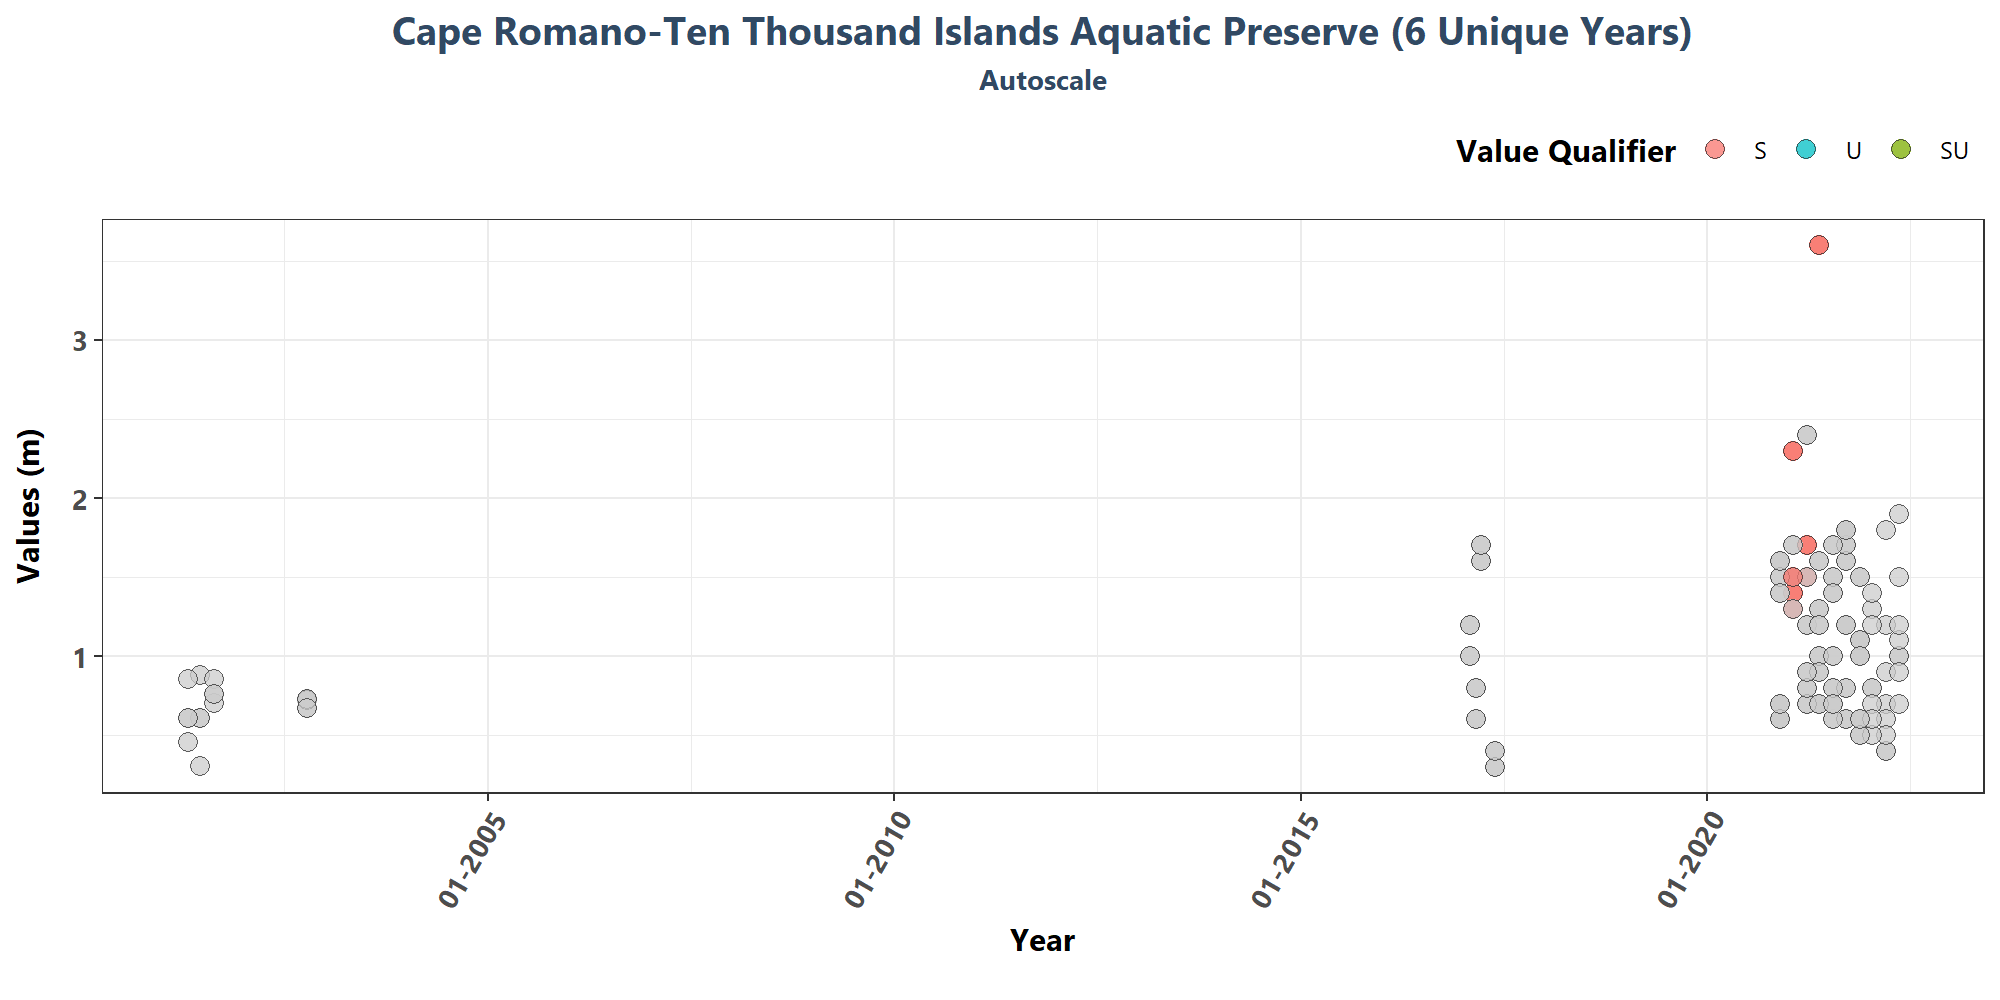 Cape Romano-Ten Thousand Islands Aquatic Preserve (6 Unique Years)
Autoscale
Value Qualifier S U SU
Values (m)
3
2
1
01-2005 01-2010 01-2015 01-2020
Year